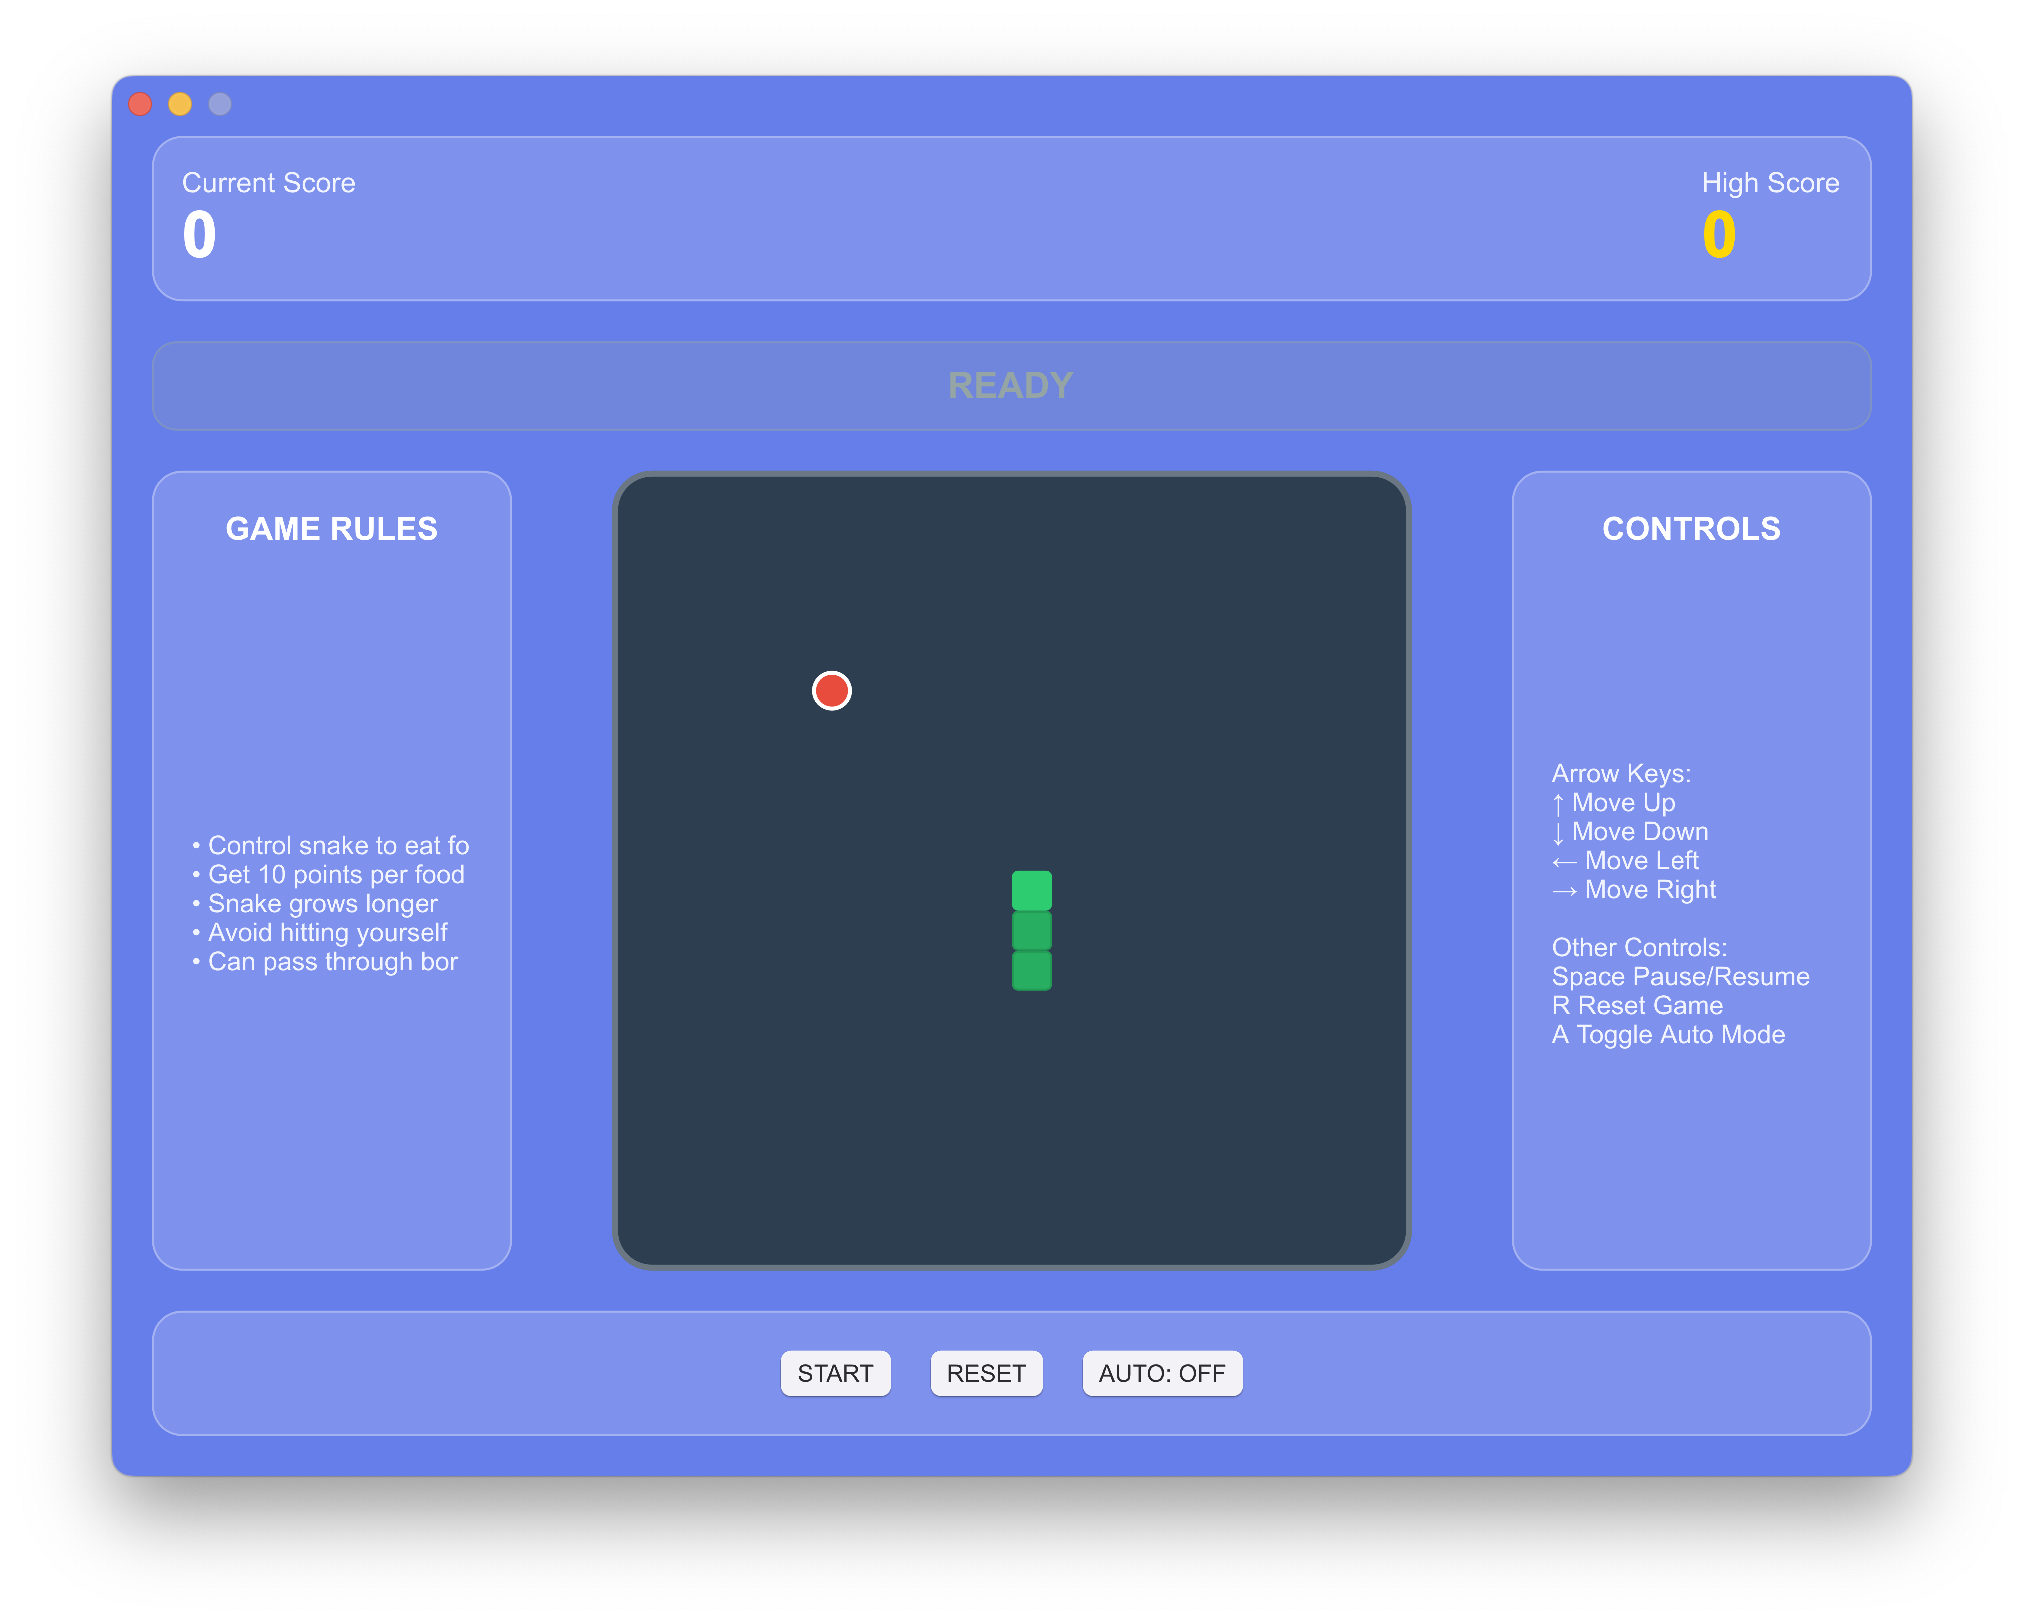 Current Score
0
High Score
0
READY
GAME RULES
• Control snake to eat fo
• Get 10 points per food
• Snake grows longer
• Avoid hitting yourself
• Can pass through bor
CONTROLS
Arrow Keys:
↑ Move Up
↓ Move Down
← Move Left
→ Move Right
Other Controls:
Space Pause/Resume
R Reset Game
A Toggle Auto Mode
START
RESET
AUTO: OFF